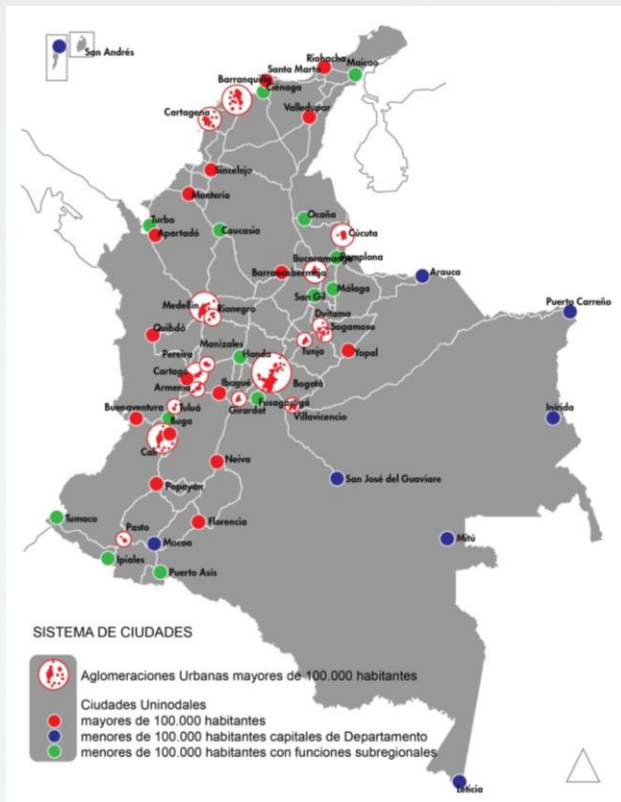 San Andrés
Riohacha
Santa Marta
Maicao
Barranquilla
Ciénaga
Cartagena
Valledupar
Sincelejo
Montería
Turbo
Ocaña
Apartadó
Caucasia
Cúcuta
Pamplona
Bucaramanga
Barrancabermeja
Arauca
Málaga
San Gil
Puerto Carreño
Medellín
Rionegro
Duitama
Sogamoso
Quibdó
Manizales
Tunja
Yopal
Pereira
Honda
Cartago
Bogotá
Armenia
Ibagué
Fusagasugá
Buenaventura
Tuluá
Girardot
Villavicencio
Inírida
Buga
Cali
Neiva
San José del Guaviare
Popayán
Tumaco
Florencia
Pasto
Mocoa
Mitú
Ipiales
Puerto Asís
SISTEMA DE CIUDADES
Aglomeraciones Urbanas mayores de 100.000 habitantes
Ciudades Uninodales
mayores de 100.000 habitantes
menores de 100.000 habitantes capitales de Departamento
menores de 100.000 habitantes con funciones subregionales
Leticia